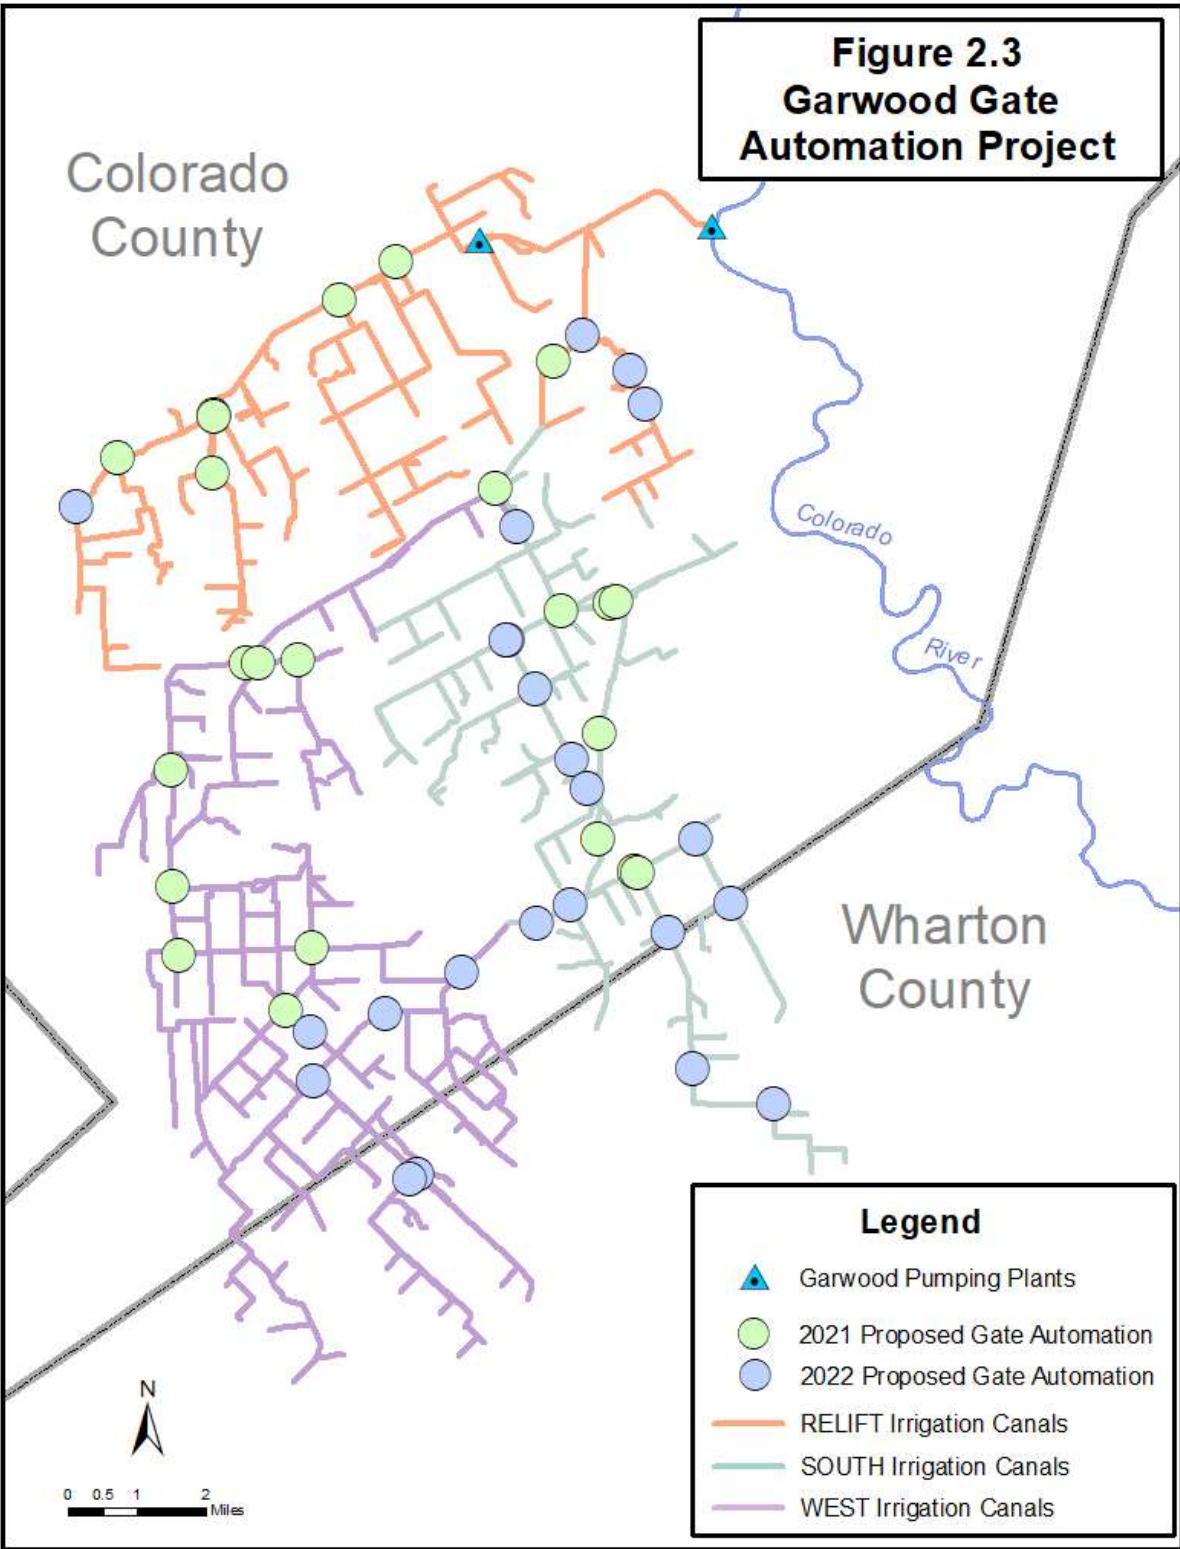 Figure 2.3
Garwood Gate
Automation Project
Colorado
County
Colorado
River
Wharton
County
Legend
Garwood Pumping Plants
2021 Proposed Gate Automation
2022 Proposed Gate Automation
RELIFT Irrigation Canals
SOUTH Irrigation Canals
WEST Irrigation Canals
N
0 0.5 1 2
Miles